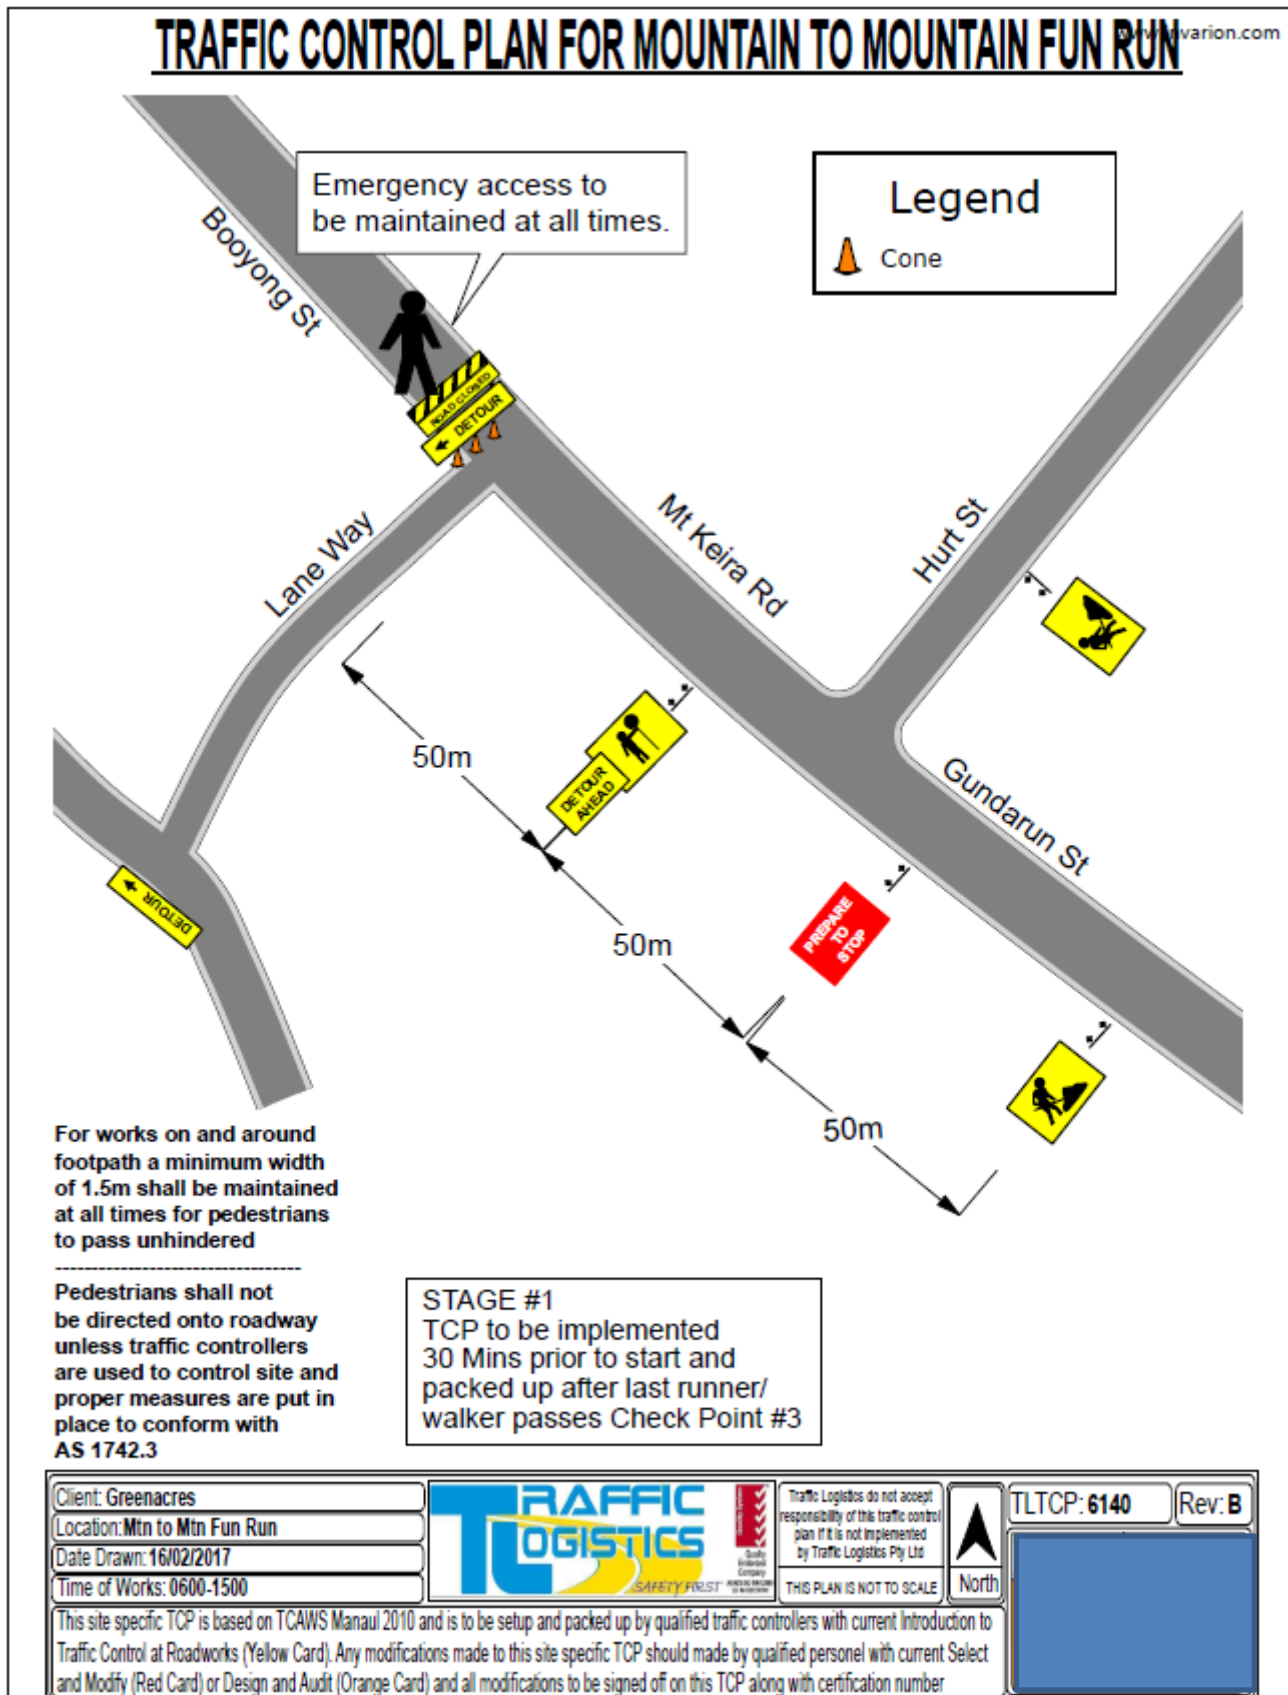 TRAFFIC CONTROL PLAN FOR MOUNTAIN TO MOUNTAIN FUN RUN
Emergency access to
be maintained at all times.
Legend
Cone
Booyong St
ROAD CLOSED
DETOUR
Lane Way
Mt Keira Rd
Hurt St
50m
DETOUR
AHEAD
Gundarun St
DETOUR
50m
PREPARE
TO
STOP
50m
For works on and around
footpath a minimum width
of 1.5m shall be maintained
at all times for pedestrians
to pass unhindered
----------------------------------
Pedestrians shall not
be directed onto roadway
unless traffic controllers
are used to control site and
proper measures are put in
place to conform with
AS 1742.3
STAGE #1
TCP to be implemented
30 Mins prior to start and
packed up after last runner/
walker passes Check Point #3
Client: Greenacres
Location: Mtn to Mtn Fun Run
Date Drawn: 16/02/2017
Time of Works: 0600-1500
TRAFFIC
LOGISTICS
SAFETY FIRST
Quality
Endorsed
Company
Traffic Logistics do not accept
responsibility of this traffic control
plan if it is not implemented
by Traffic Logistics Pty Ltd
THIS PLAN IS NOT TO SCALE
North
TLTCP: 6140
Rev: B
This site specific TCP is based on TCAWS Manaul 2010 and is to be setup and packed up by qualified traffic controllers with current Introduction to
Traffic Control at Roadworks (Yellow Card). Any modifications made to this site specific TCP should made by qualified personel with current Select
and Modify (Red Card) or Design and Audit (Orange Card) and all modifications to be signed off on this TCP along with certification number